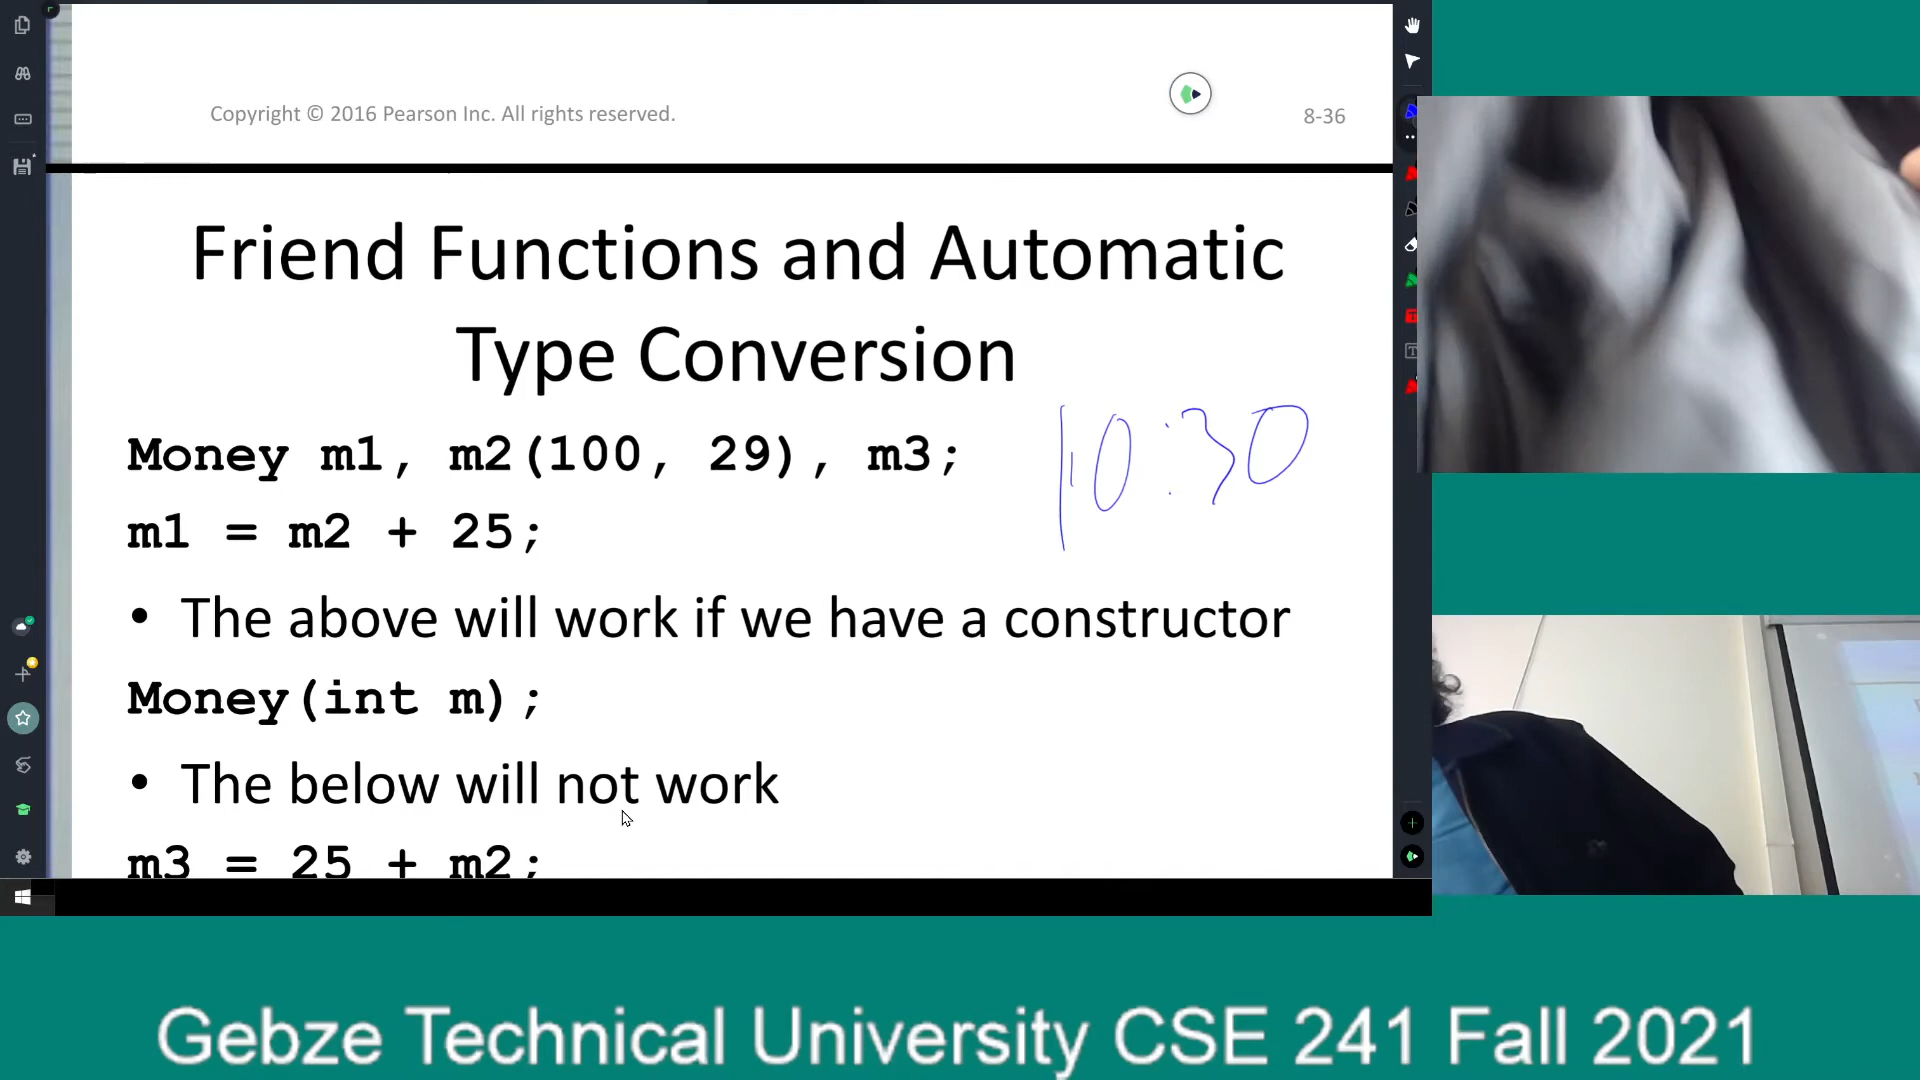 Copyright © 2016 Pearson Inc. All rights reserved.
8-36
Friend Functions and Automatic
Type Conversion
10:30
Money m1, m2(100, 29), m3;
m1 = m2 + 25;
• The above will work if we have a constructor
Money(int m);
• The below will not work
m3 = 25 + m2;
Gebze Technical University CSE 241 Fall 2021